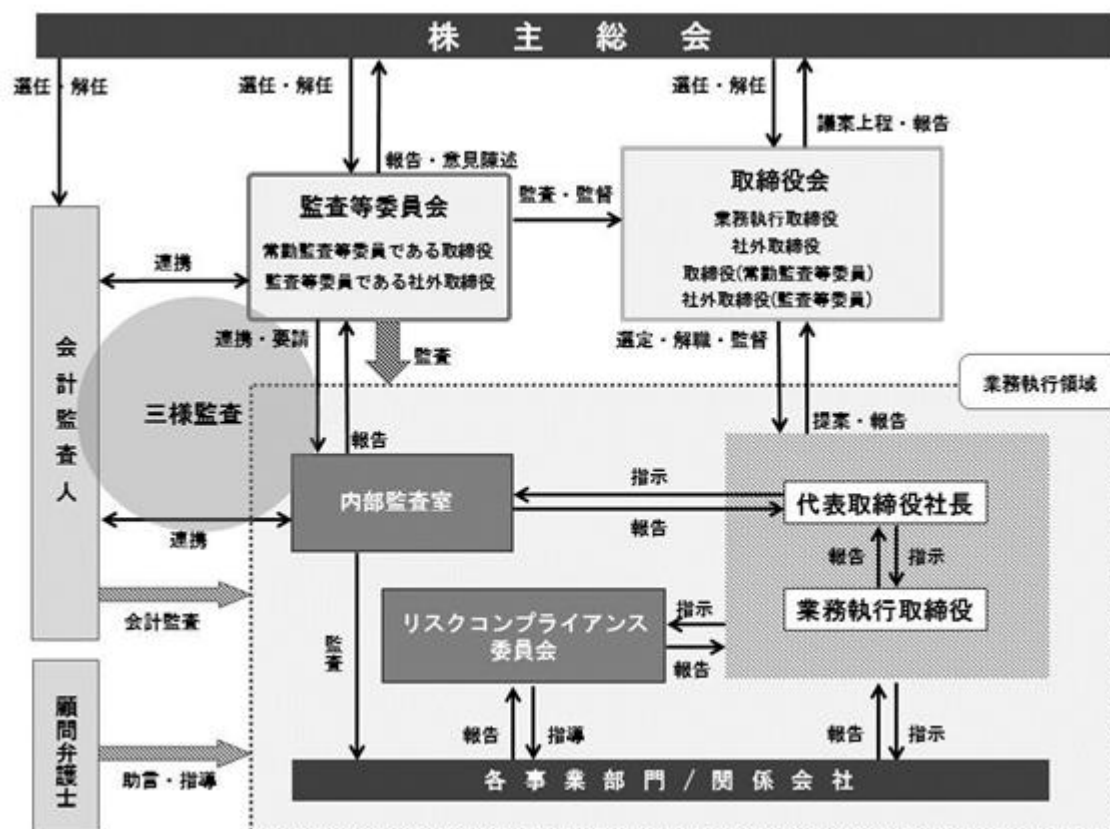 株主総会
選任・解任
選任・解任
選任・解任
議案上程・報告
報告・意見陳述
監査等委員会
常勤監査等委員である取締役
監査等委員である社外取締役
監査・監督
取締役会
業務執行取締役
社外取締役
取締役(常勤監査等委員)
社外取締役(監査等委員)
連携
連携・要請
監査
選定・解職・監督
業務執行領域
会計監査人
三様監査
報告
提案・報告
内部監査室
指示
報告
代表取締役社長
連携
報告
指示
会計監査
監査
リスクコンプライアンス
委員会
指示
報告
業務執行取締役
顧問弁護士
助言・指導
報告
指導
報告
指示
各事業部門/関係会社